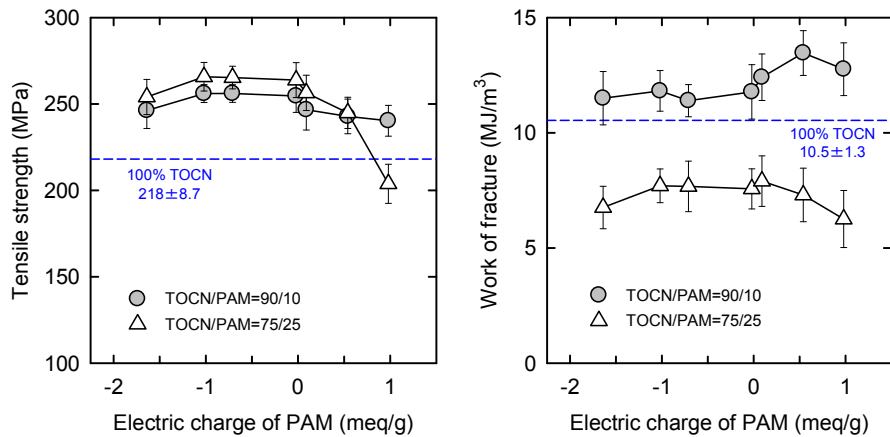 300
250
200
150
100
Tensile strength (MPa)
100% TOCN
218±8.7
TOCN/PAM=90/10
TOCN/PAM=75/25
-2
-1
0
1
Electric charge of PAM (meq/g)
15
10
5
0
Work of fracture (MJ/m³)
100% TOCN
10.5±1.3
TOCN/PAM=90/10
TOCN/PAM=75/25
-2
-1
0
1
Electric charge of PAM (meq/g)